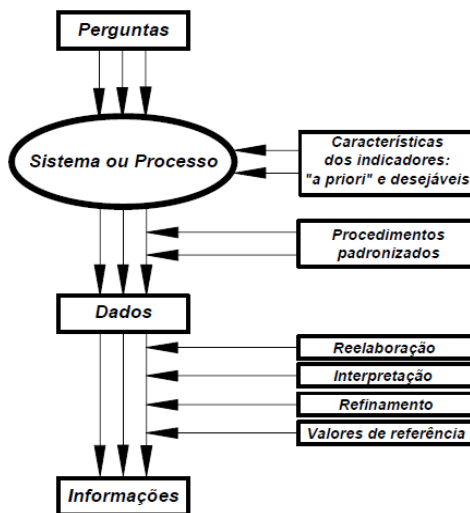 Perguntas
Sistema ou Processo
Características
dos indicadores:
"a priori" e desejáveis
Procedimentos
padronizados
Dados
Reelaboração
Interpretação
Refinamento
Valores de referência
Informações